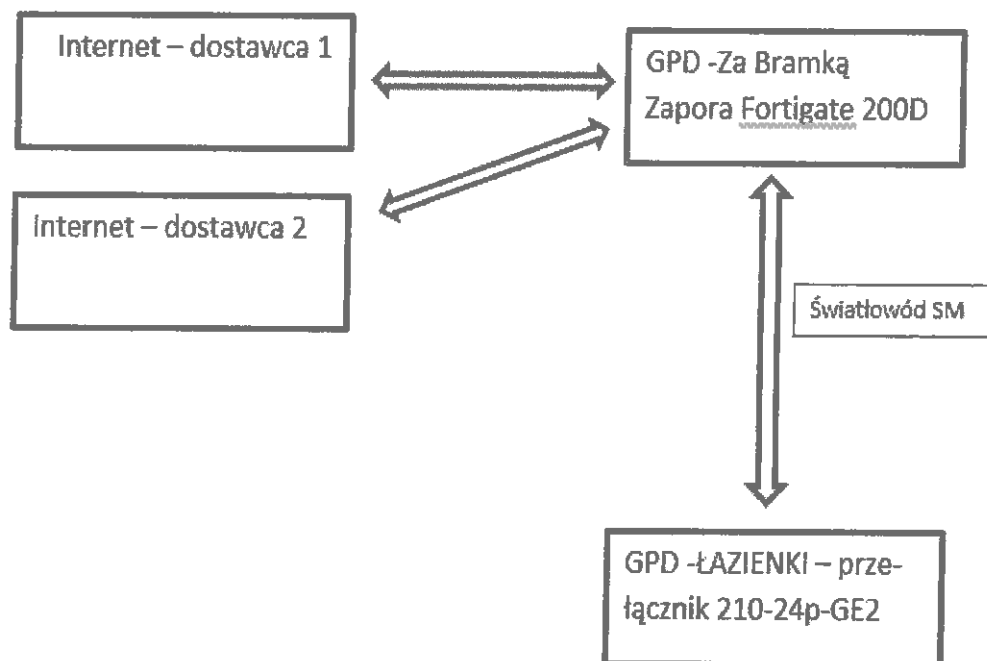 Internet – dostawca 1
GPD -Za Bramką
Zapora Fortigate 200D
Internet – dostawca 2
Światłowód SM
GPD -ŁAZIENKI – prze-
łącznik 210-24p-GE2